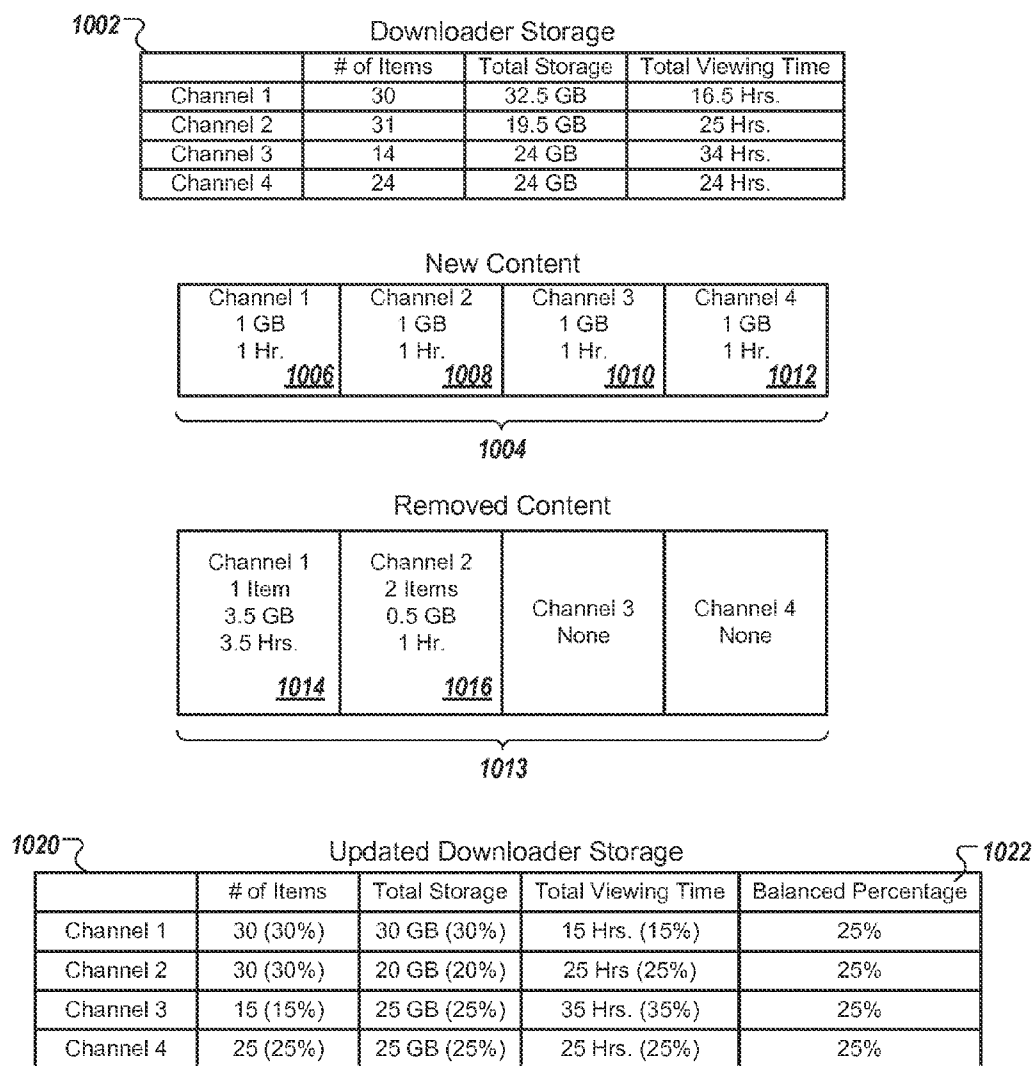 1002
Downloader Storage
# of Items Total Storage Total Viewing Time
Channel 1 30 32.5 GB 16.5 Hrs.
Channel 2 31 19.5 GB 25 Hrs.
Channel 3 14 24 GB 34 Hrs.
Channel 4 24 24 GB 24 Hrs.
New Content
Channel 1
1 GB
1 Hr.
1006
Channel 2
1 GB
1 Hr.
1008
Channel 3
1 GB
1 Hr.
1010
Channel 4
1 GB
1 Hr.
1012
1004
Removed Content
Channel 1
1 Item
3.5 GB
3.5 Hrs.
1014
Channel 2
2 Items
0.5 GB
1 Hr.
1016
Channel 3
None
Channel 4
None
1013
1020
Updated Downloader Storage
1022
# of Items Total Storage Total Viewing Time Balanced Percentage
Channel 1 30 (30%) 30 GB (30%) 15 Hrs. (15%) 25%
Channel 2 30 (30%) 20 GB (20%) 25 Hrs (25%) 25%
Channel 3 15 (15%) 25 GB (25%) 35 Hrs. (35%) 25%
Channel 4 25 (25%) 25 GB (25%) 25 Hrs. (25%) 25%